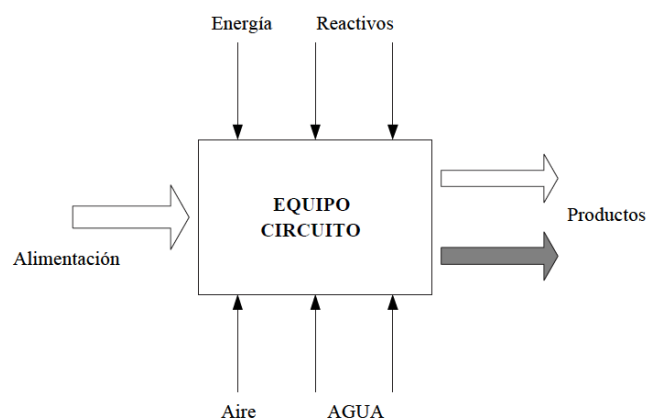 Energía Reactivos
EQUIPO
CIRCUITO
Productos
Alimentación
Aire AGUA